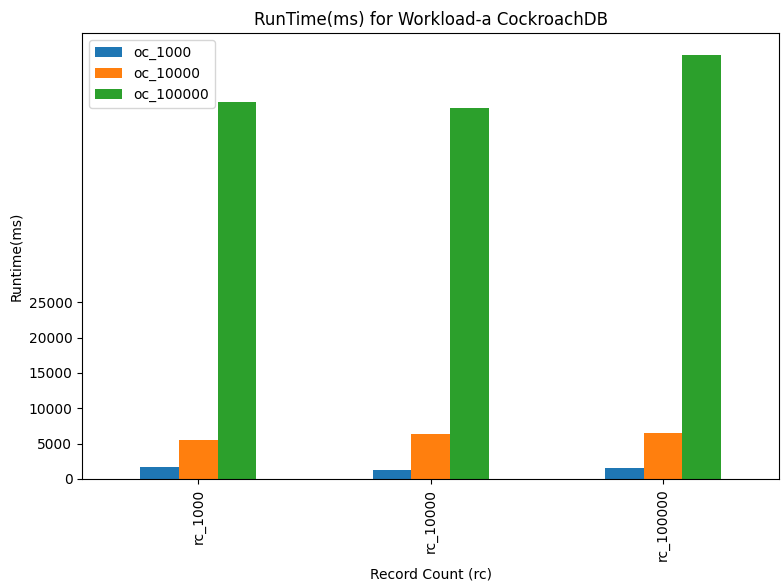 RunTime(ms) for Workload-a CockroachDB
oc_1000
oc_10000
oc_100000
Runtime(ms)
25000
20000
15000
10000
5000
0
rc_1000
rc_10000
rc_100000
Record Count (rc)